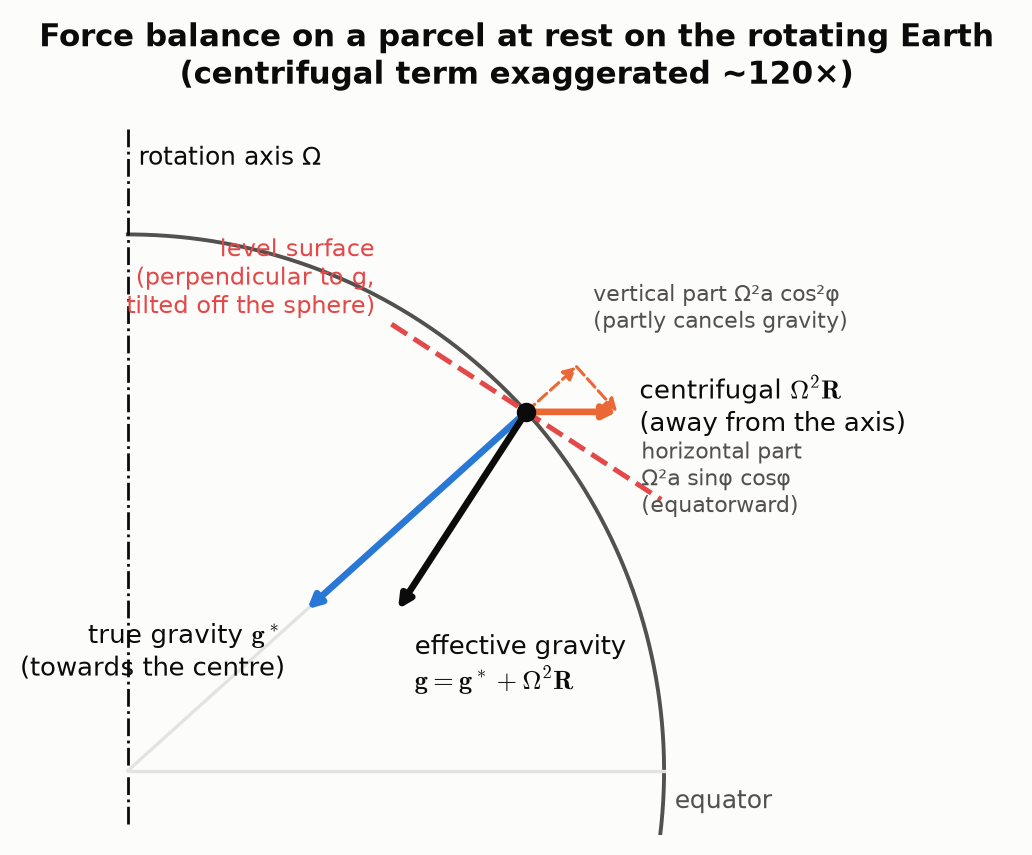 Force balance on a parcel at rest on the rotating Earth
(centrifugal term exaggerated ~120×)
rotation axis Ω
level surface
(perpendicular to g,
tilted off the sphere)
vertical part Ω²a cos²φ
(partly cancels gravity)
centrifugal Ω²R
(away from the axis)
horizontal part
Ω²a sinφ cosφ
(equatorward)
true gravity g*
(towards the centre)
effective gravity
g = g* + Ω²R
equator